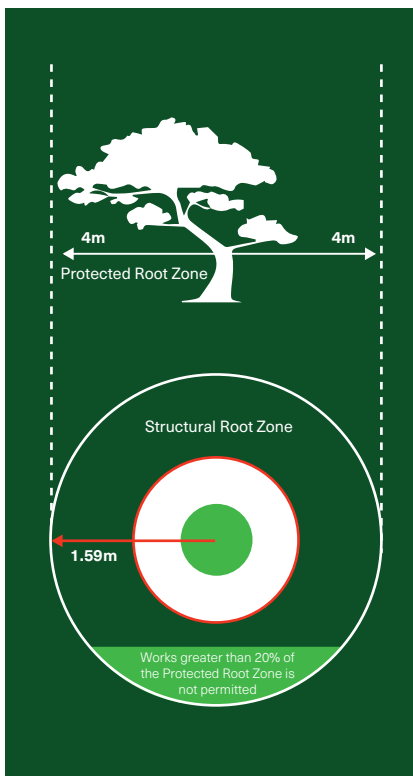 4m
4m
Protected Root Zone
Structural Root Zone
1.59m
Works greater than 20% of
the Protected Root Zone is
not permitted